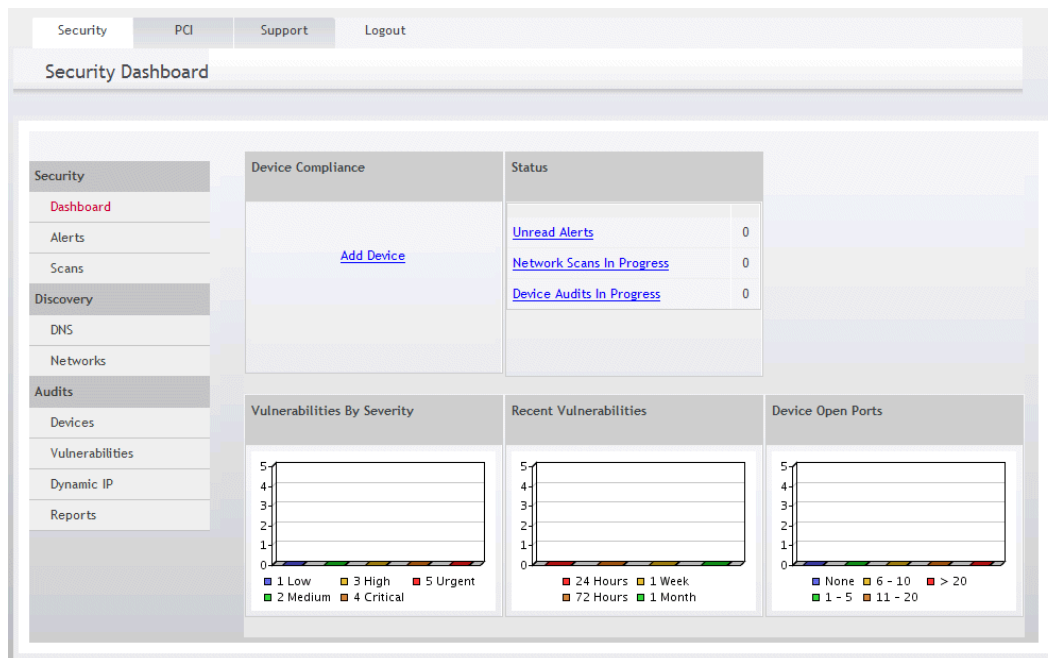 Security PCI Support Logout
Security Dashboard
Security
Dashboard
Alerts
Scans
Discovery
DNS
Networks
Audits
Devices
Vulnerabilities
Dynamic IP
Reports
Device Compliance
Add Device
Status
Unread Alerts 0
Network Scans In Progress 0
Device Audits In Progress 0
Vulnerabilities By Severity
5
4
3
2
1
0
1 Low 3 High 5 Urgent
2 Medium 4 Critical
Recent Vulnerabilities
5
4
3
2
1
0
24 Hours 1 Week
72 Hours 1 Month
Device Open Ports
5
4
3
2
1
0
None 6 - 10 > 20
1 - 5 11 - 20